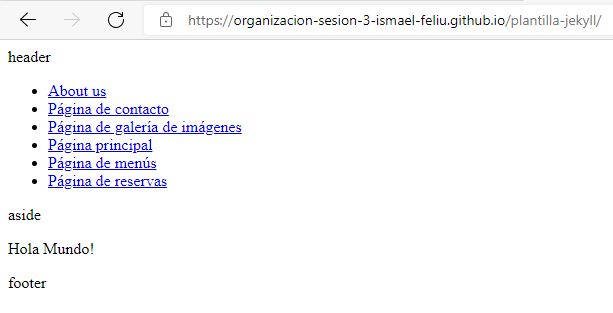 https://organizacion-sesion-3-ismael-feliu.github.io/plantilla-jekyll/
header
About us
Página de contacto
Página de galería de imágenes
Página principal
Página de menús
Página de reservas
aside
Hola Mundo!
footer